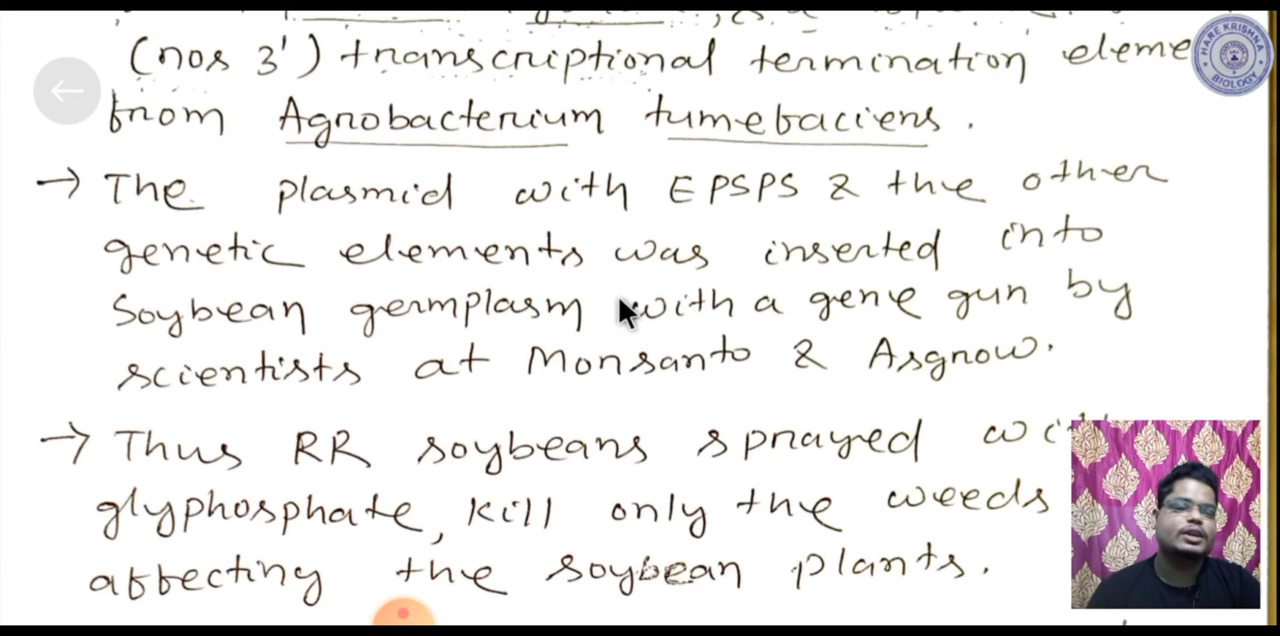 (nos 3') transcriptional termination eleme
from Agrobacterium tumebaciens.
→ The plasmid with EPSPS & the other
genetic elements was inserted into
Soybean germplasm with a gene gun by
scientists at Monsanto & Asgrow.
→ Thus RR soybeans sprayed wi
glyphosphate, kill only the weeds
affecting the soybean plants.
HARE KRISHNA
BIOLOGY